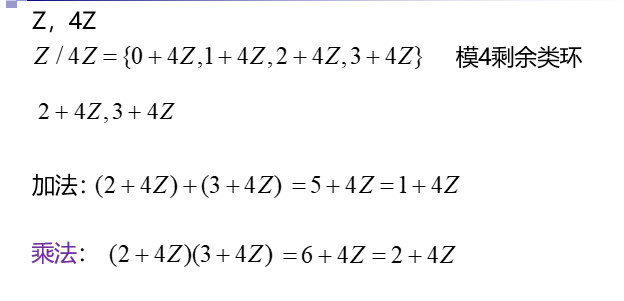 Z，4Z
Z / 4Z = {0 + 4Z,1 + 4Z,2 + 4Z,3 + 4Z} 模4剩余类环
2 + 4Z,3 + 4Z
加法：(2 + 4Z) + (3 + 4Z) = 5 + 4Z = 1 + 4Z
乘法： (2 + 4Z)(3 + 4Z) = 6 + 4Z = 2 + 4Z